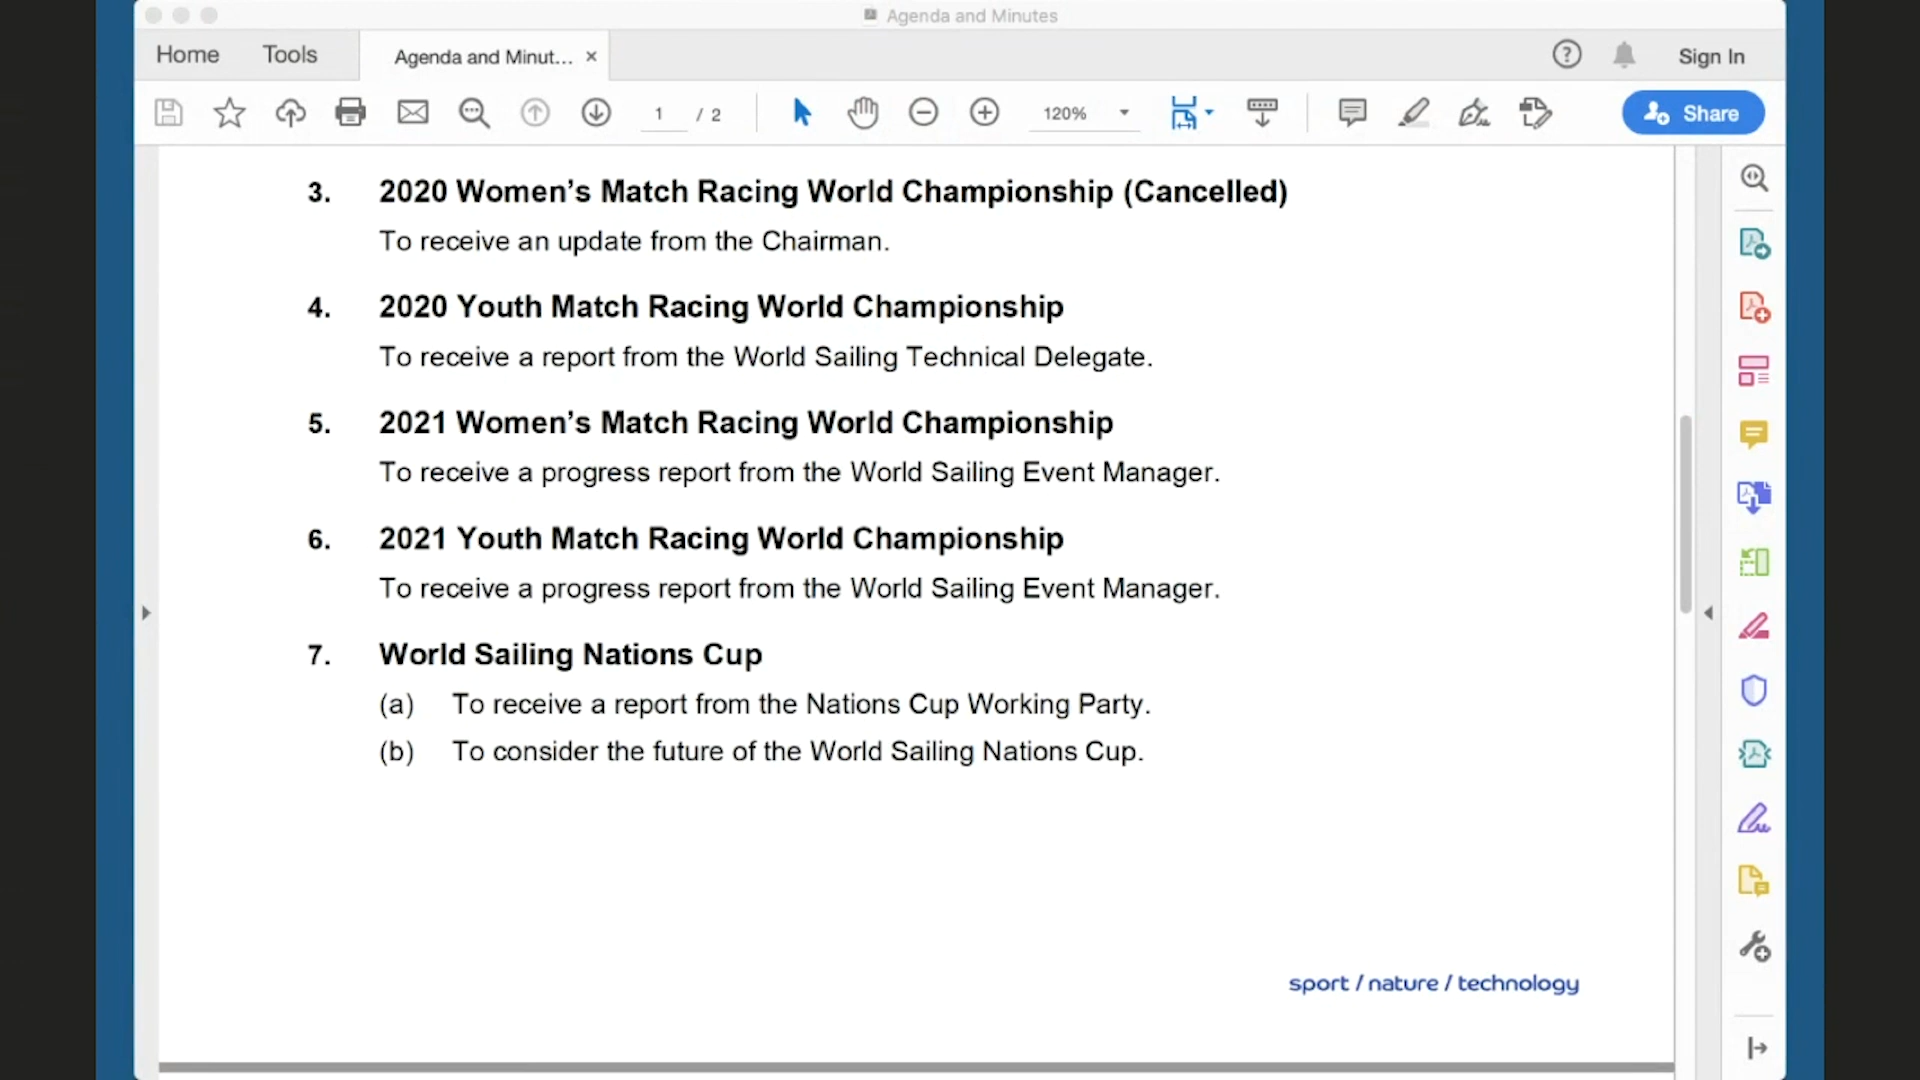 Agenda and Minutes
Home Tools Agenda and Minut... × Sign In
1 / 2 120% Share
3. 2020 Women's Match Racing World Championship (Cancelled)
To receive an update from the Chairman.
4. 2020 Youth Match Racing World Championship
To receive a report from the World Sailing Technical Delegate.
5. 2021 Women's Match Racing World Championship
To receive a progress report from the World Sailing Event Manager.
6. 2021 Youth Match Racing World Championship
To receive a progress report from the World Sailing Event Manager.
7. World Sailing Nations Cup
(a) To receive a report from the Nations Cup Working Party.
(b) To consider the future of the World Sailing Nations Cup.
sport / nature / technology